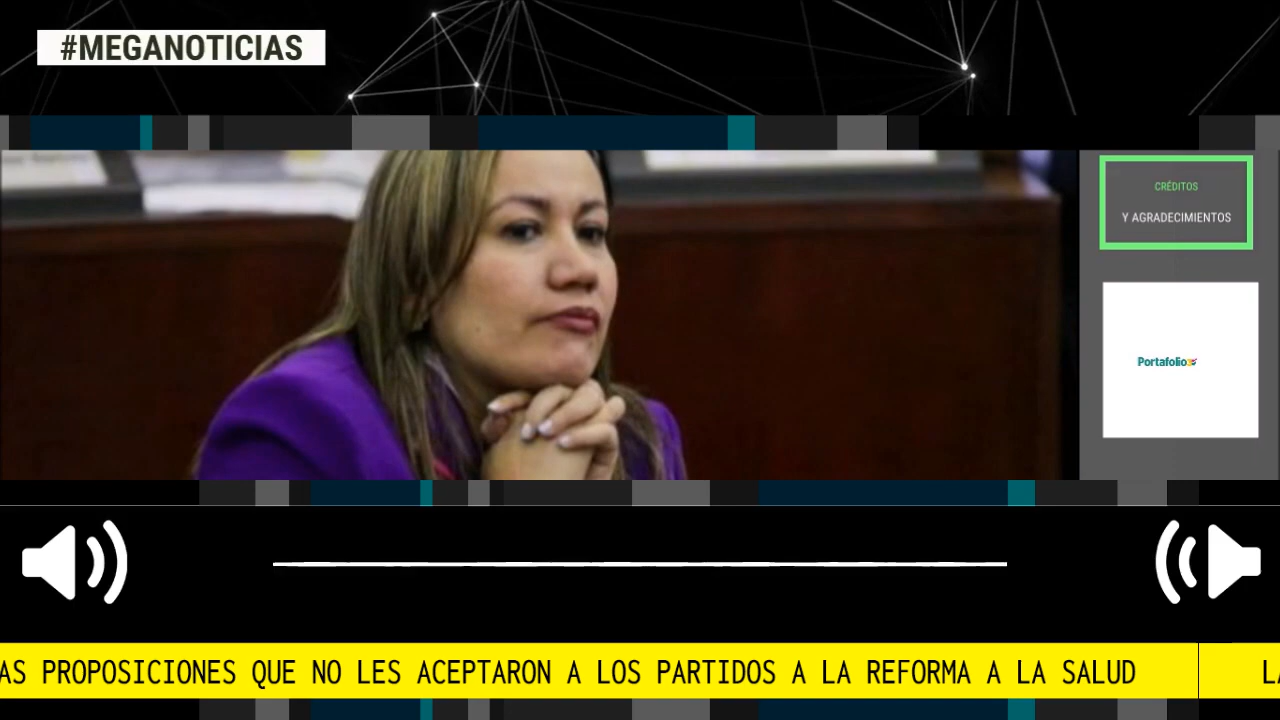 #MEGANOTICIAS
CRÉDITOS
Y AGRADECIMIENTOS
Portafolio
AS PROPOSICIONES QUE NO LES ACEPTARON A LOS PARTIDOS A LA REFORMA A LA SALUD